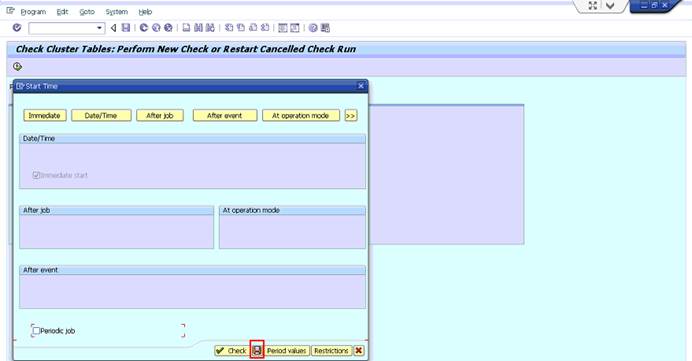 Program Edit Goto System Help
Check Cluster Tables: Perform New Check or Restart Cancelled Check Run
Start Time
Immediate Date/Time After job After event At operation mode >>
Date/Time
Immediate start
After job At operation mode
After event
Periodic job
Check Period values Restrictions